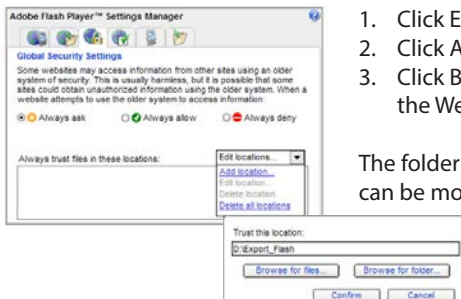 Adobe Flash Player™ Settings Manager
Global Security Settings
Some websites may access information from other sites using an older
system of security. This is usually harmless, but it is possible that some
sites could obtain unauthorized information using the older system. When a
website attempts to use the older system to access information:
Always ask
Always allow
Always deny
Always trust files in these locations:
Edit locations...
Add location...
Edit location...
Delete location
Delete all locations
Trust this location:
D:\Export_Flash
Browse for files...
Browse for folder...
Confirm
Cancel
1. Click E
2. Click A
3. Click B
the We
The folder
can be mo